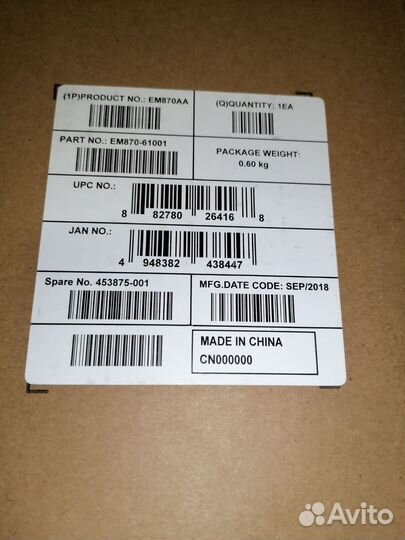 (1P)PRODUCT NO.: EM870AA
(Q)QUANTITY: 1EA
PART NO.: EM870-61001
PACKAGE WEIGHT:
0.60 kg
UPC NO.:
8 82780 26416 8
JAN NO.:
4 948382 438447
Spare No. 453875-001
MFG.DATE CODE: SEP/2018
MADE IN CHINA
CN000000
Avito